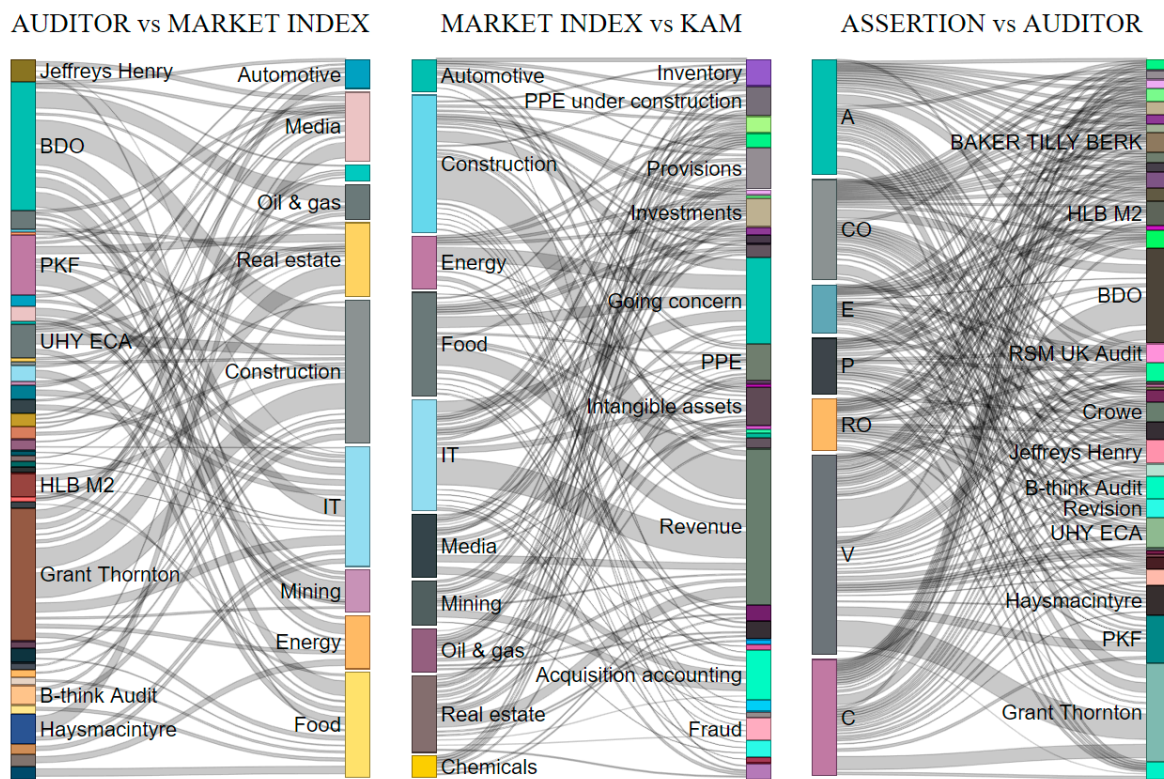 AUDITOR vs MARKET INDEX
Jeffreys Henry
BDO
PKF
UHY ECA
HLB M2
Grant Thornton
B-think Audit
Haysmacintyre
Automotive
Media
Oil & gas
Real estate
Construction
IT
Mining
Energy
Food
MARKET INDEX vs KAM
Automotive
Construction
Energy
Food
IT
Media
Mining
Oil & gas
Real estate
Chemicals
Inventory
PPE under construction
Provisions
Investments
Going concern
PPE
Intangible assets
Revenue
Acquisition accounting
Fraud
ASSERTION vs AUDITOR
A
CO
E
P
RO
V
C
BAKER TILLY BERK
HLB M2
BDO
RSM UK Audit
Crowe
Jeffreys Henry
B-think Audit
Revision
UHY ECA
Haysmacintyre
PKF
Grant Thornton